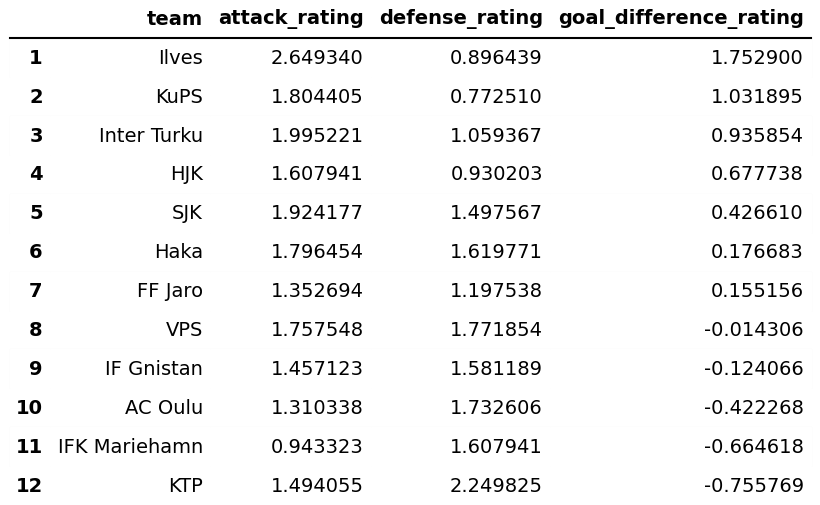 team attack_rating defense_rating goal_difference_rating
1 Ilves 2.649340 0.896439 1.752900
2 KuPS 1.804405 0.772510 1.031895
3 Inter Turku 1.995221 1.059367 0.935854
4 HJK 1.607941 0.930203 0.677738
5 SJK 1.924177 1.497567 0.426610
6 Haka 1.796454 1.619771 0.176683
7 FF Jaro 1.352694 1.197538 0.155156
8 VPS 1.757548 1.771854 -0.014306
9 IF Gnistan 1.457123 1.581189 -0.124066
10 AC Oulu 1.310338 1.732606 -0.422268
11 IFK Mariehamn 0.943323 1.607941 -0.664618
12 KTP 1.494055 2.249825 -0.755769